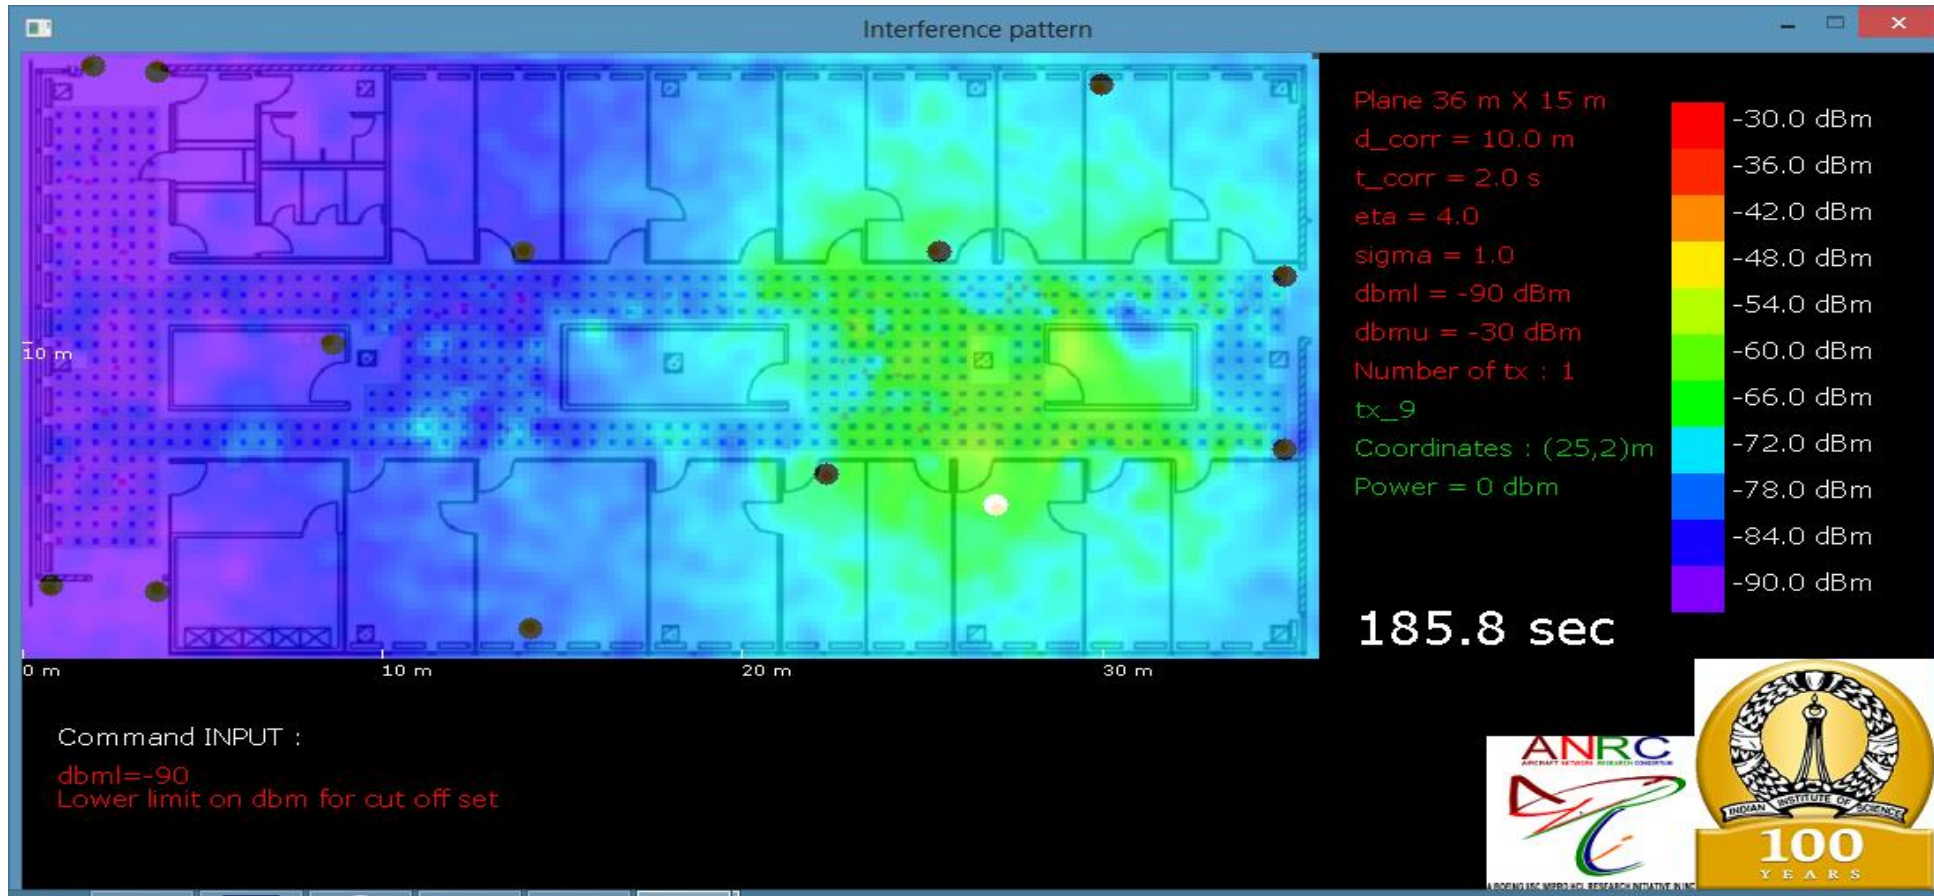 Interference pattern
Plane 36 m X 15 m
d_corr = 10.0 m
t_corr = 2.0 s
eta = 4.0
sigma = 1.0
dbml = -90 dBm
dbmu = -30 dBm
Number of tx : 1
tx_9
Coordinates : (25,2)m
Power = 0 dbm
-30.0 dBm
-36.0 dBm
-42.0 dBm
-48.0 dBm
-54.0 dBm
-60.0 dBm
-66.0 dBm
-72.0 dBm
-78.0 dBm
-84.0 dBm
-90.0 dBm
10 m
185.8 sec
0 m
10 m
20 m
30 m
Command INPUT :
dbml=-90
Lower limit on dbm for cut off set
ANRC
AIRCRAFT NETWORK RESEARCH CONSORTIUM
INDIAN INSTITUTE OF SCIENCE
100
YEARS